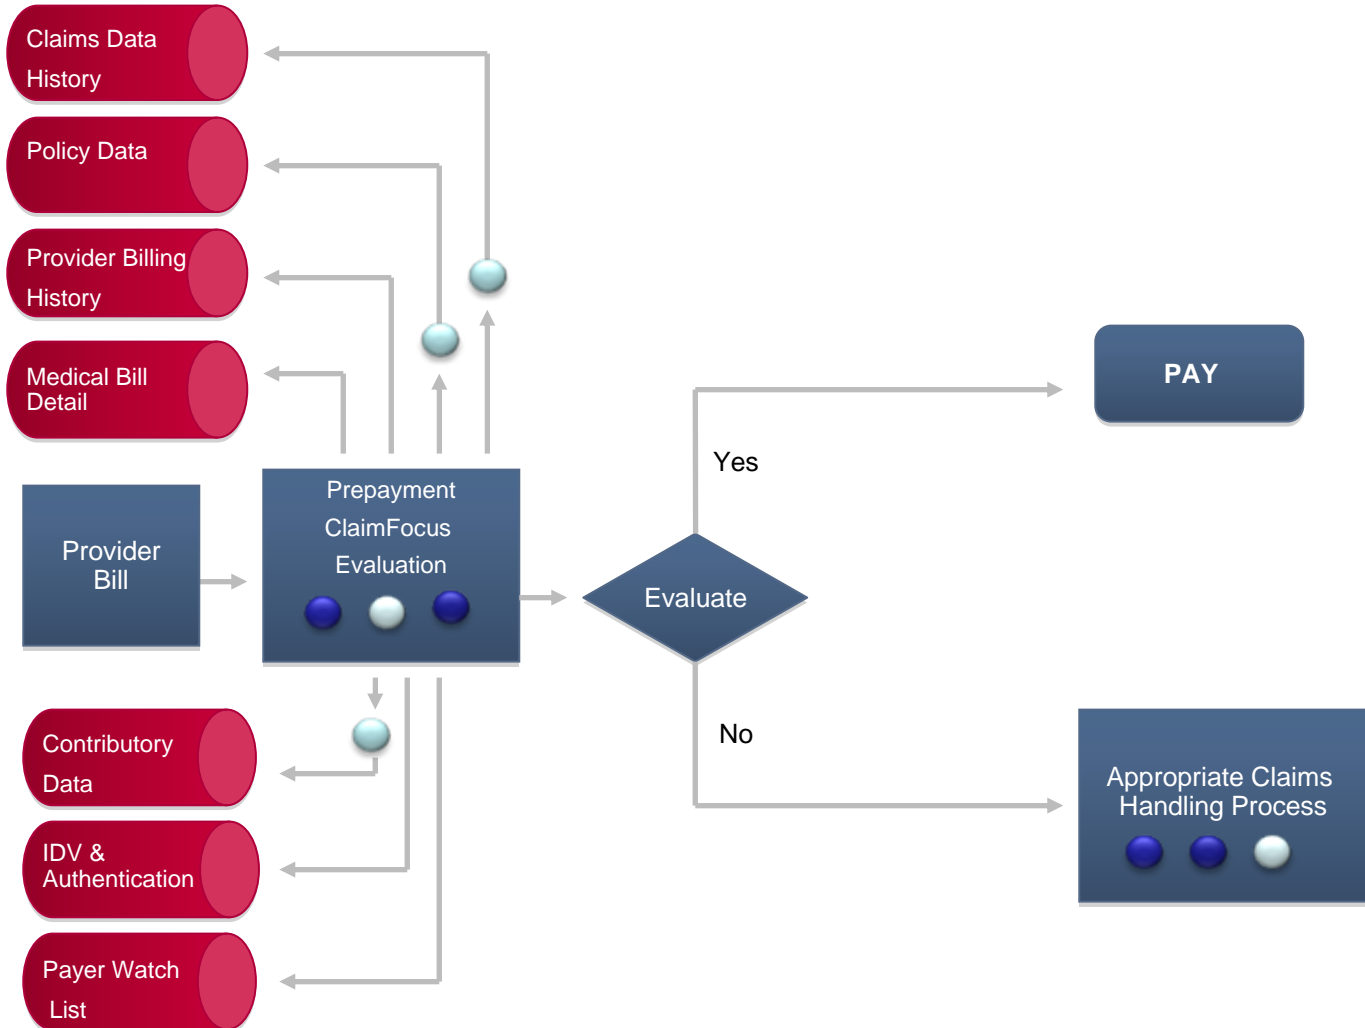 Claims Data
History
Policy Data
Provider Billing
History
Medical Bill
Detail
PAY
Yes
Prepayment
ClaimFocus
Evaluation
Provider
Bill
Evaluate
No
Contributory
Data
Appropriate Claims
Handling Process
IDV &
Authentication
Payer Watch
List